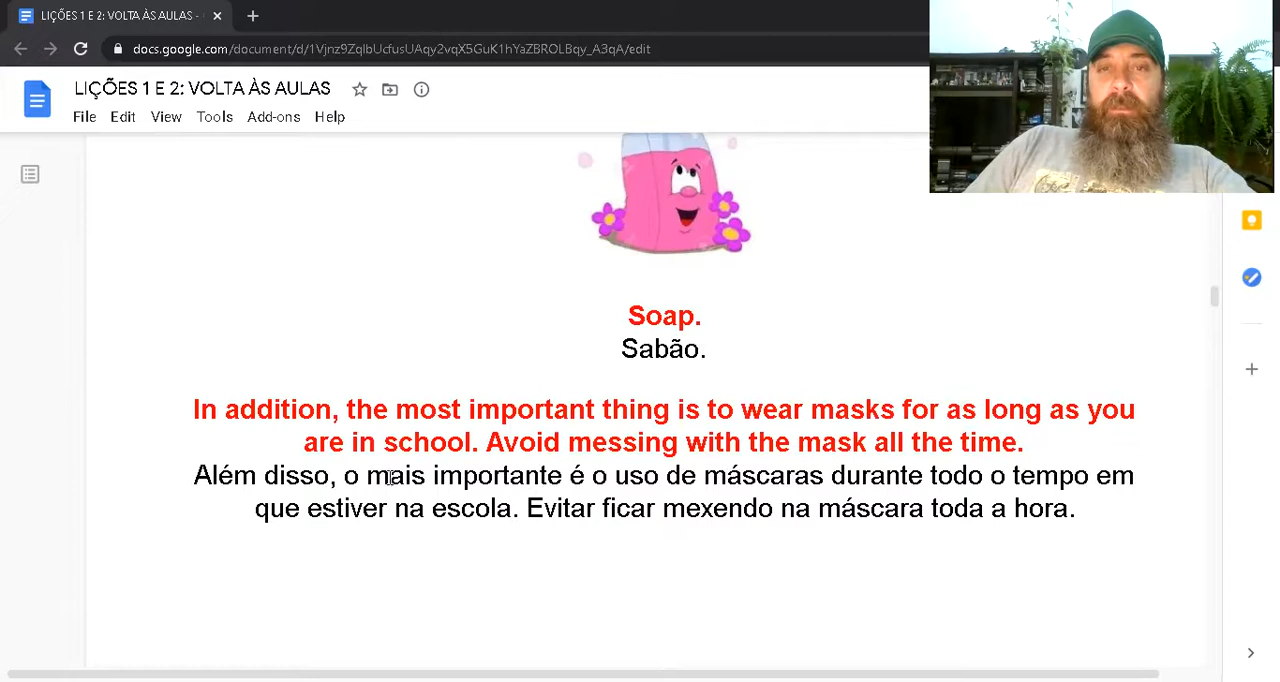 LIÇÕES 1 E 2: VOLTA ÀS AULAS -
docs.google.com/document/d/1Vjnz9ZqIbUcfusUAqy2vqX5GuK1hYaZBROLBqy_A3qA/edit
LIÇÕES 1 E 2: VOLTA ÀS AULAS
File Edit View Tools Add-ons Help
Soap.
Sabão.
In addition, the most important thing is to wear masks for as long as you
are in school. Avoid messing with the mask all the time.
Além disso, o mais importante é o uso de máscaras durante todo o tempo em
que estiver na escola. Evitar ficar mexendo na máscara toda a hora.